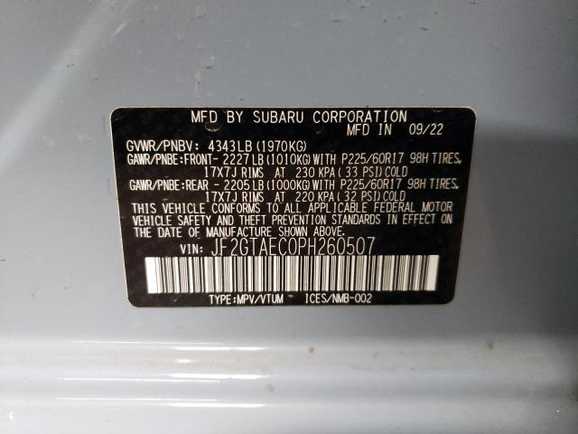 MFD BY SUBARU CORPORATION
MFD IN 09/22
GVWR/PNBV: 4343LB(1970KG)
GAWR/PNBE:FRONT- 2227LB(1010KG)WITH P225/60R17 98H TIRES,
17X7J RIMS AT 230 KPA(33 PSI)COLD
GAWR/PNBE:REAR -2205LB(1000KG)WITH P225/60R17 98H TIRES,
17X7J RIMS AT 220 KPA(32 PSI)COLD
THIS VEHICLE CONFORMS TO ALL APPLICABLE FEDERAL MOTOR
VEHICLE SAFETY AND THEFT PREVENTION STANDARDS IN EFFECT ON
THE DATE OF MANUFACTURE SHOWN ABOVE.
VIN: JF2GTAEC0PH260507
TYPE:MPV/VTUM ICES/NMB-002